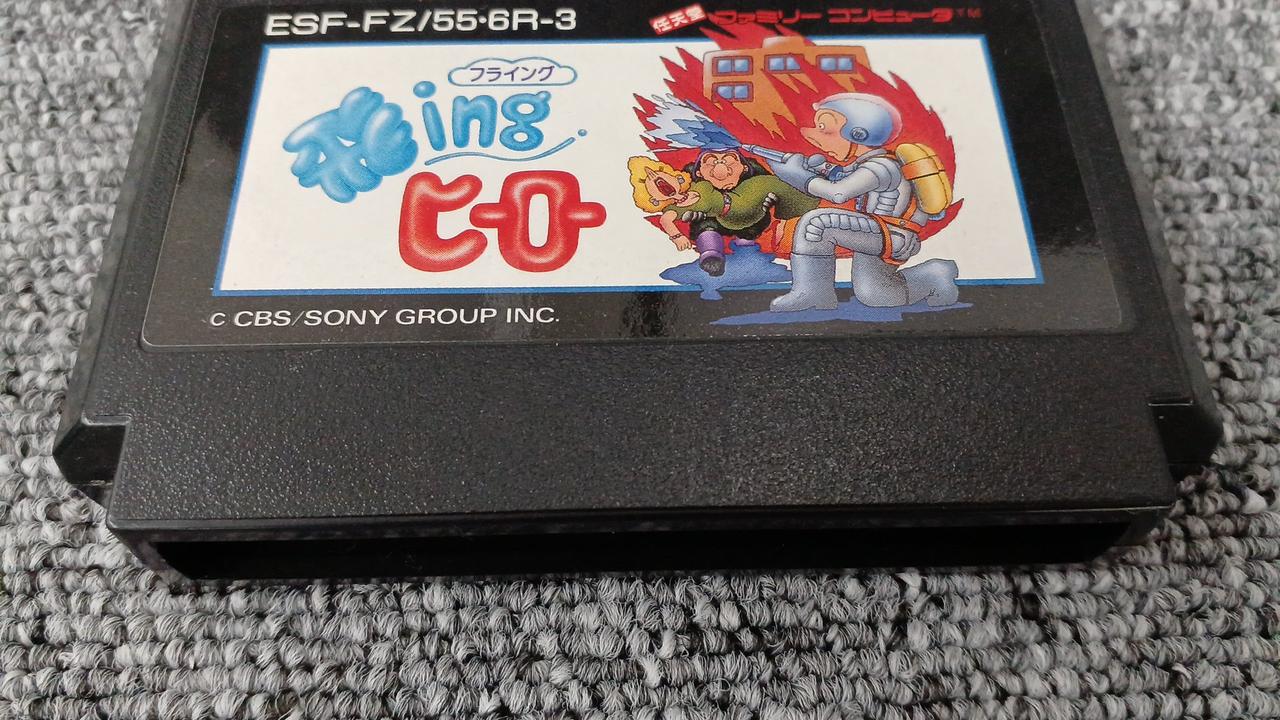 ESF-FZ/55·6R-3
任天堂 ファミリー コンピュータ™
フライング
飛ing
ヒーロー
C CBS/SONY GROUP INC.